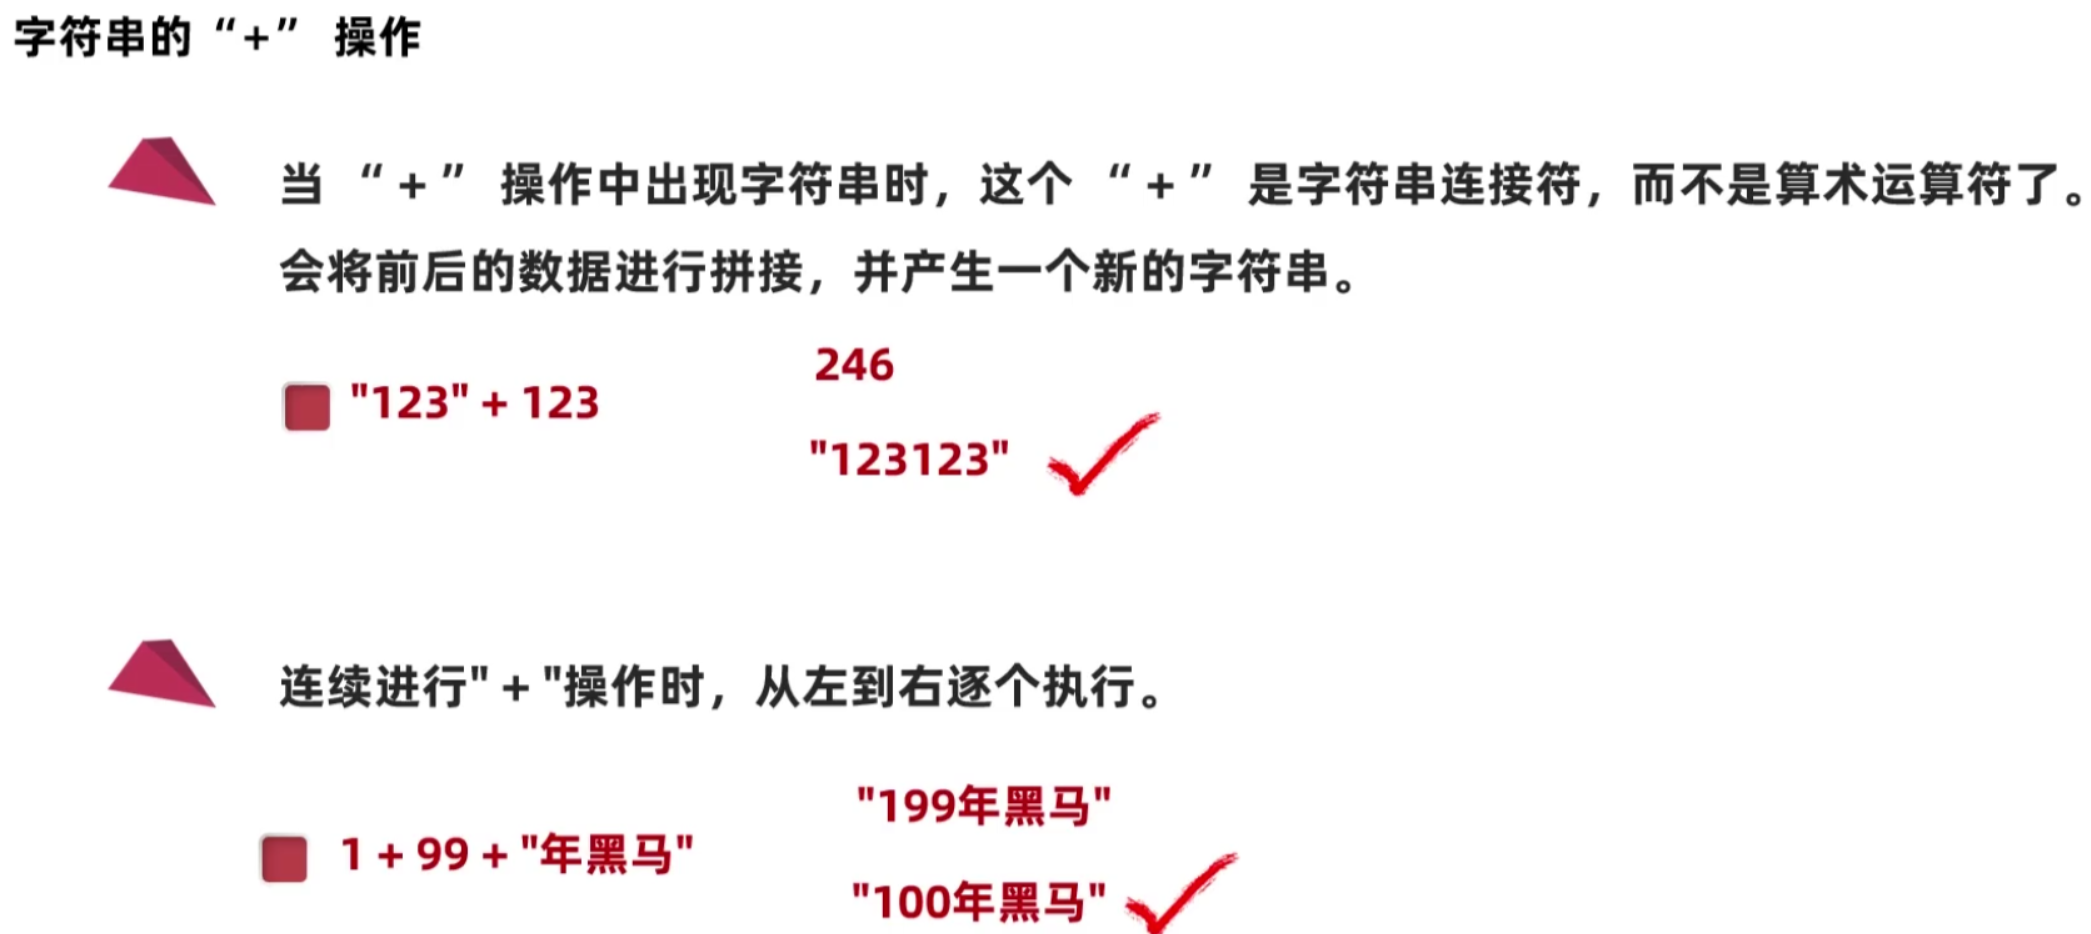 字符串的“+” 操作
当 “+” 操作中出现字符串时，这个 “+” 是字符串连接符，而不是算术运算符了。
会将前后的数据进行拼接，并产生一个新的字符串。
"123" + 123
246
"123123"
连续进行" + "操作时，从左到右逐个执行。
1 + 99 + "年黑马"
"199年黑马"
"100年黑马"